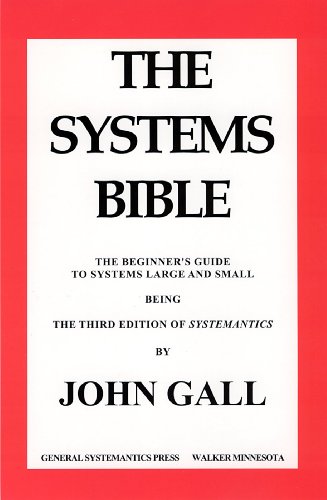 THE
SYSTEMS
BIBLE
THE BEGINNER'S GUIDE
TO SYSTEMS LARGE AND SMALL
BEING
THE THIRD EDITION OF SYSTEMANTICS
BY
JOHN GALL
GENERAL SYSTEMANTICS PRESS WALKER MINNESOTA